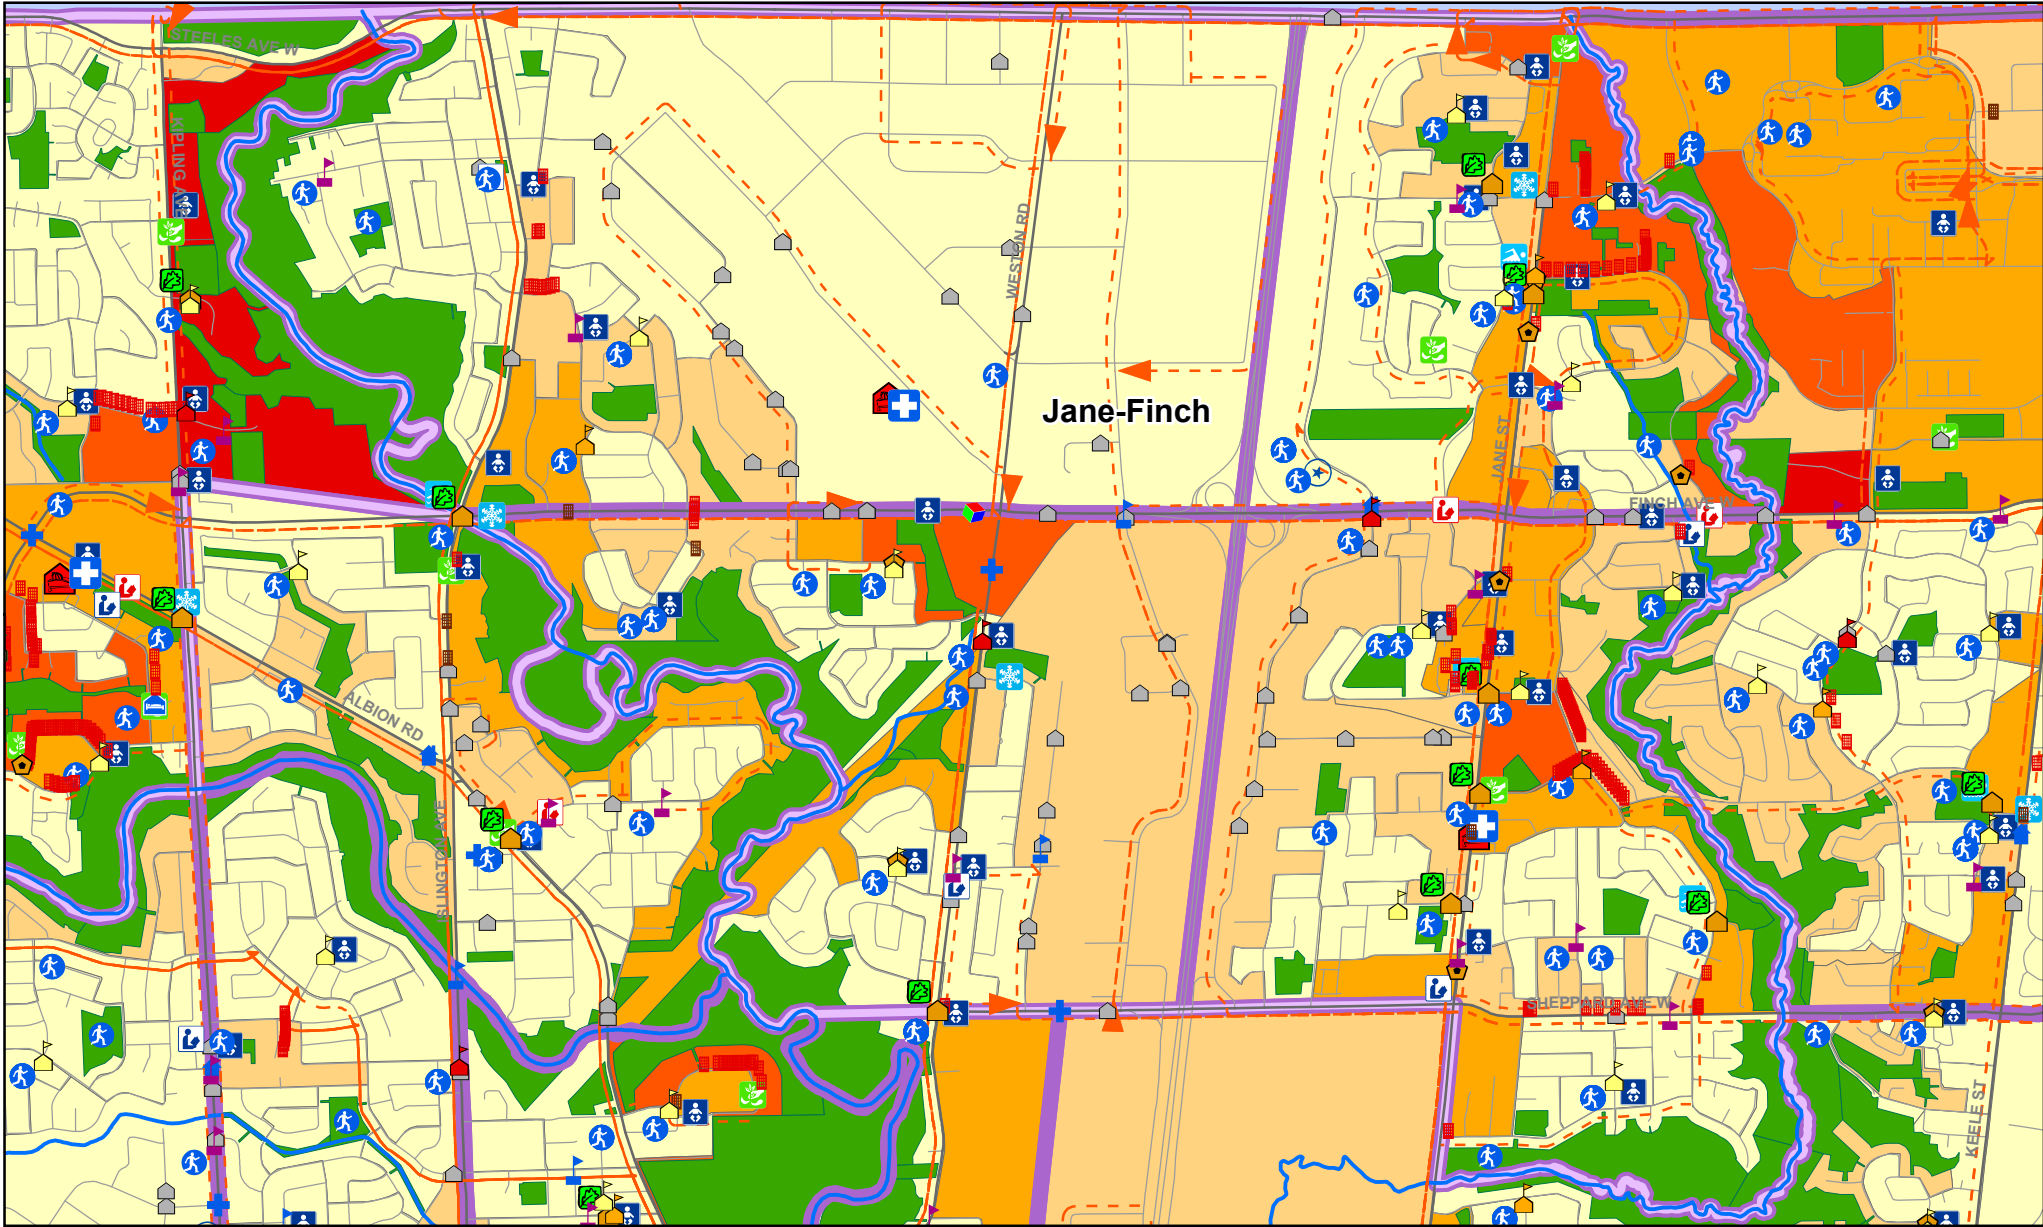 STEELES AVE W
KIPLING AVE
WESTON RD
Jane-Finch
JANE ST
FINCH AVE W
ALBION RD
ISLINGTON AVE
SHEPPARD AVE W
KEELE ST